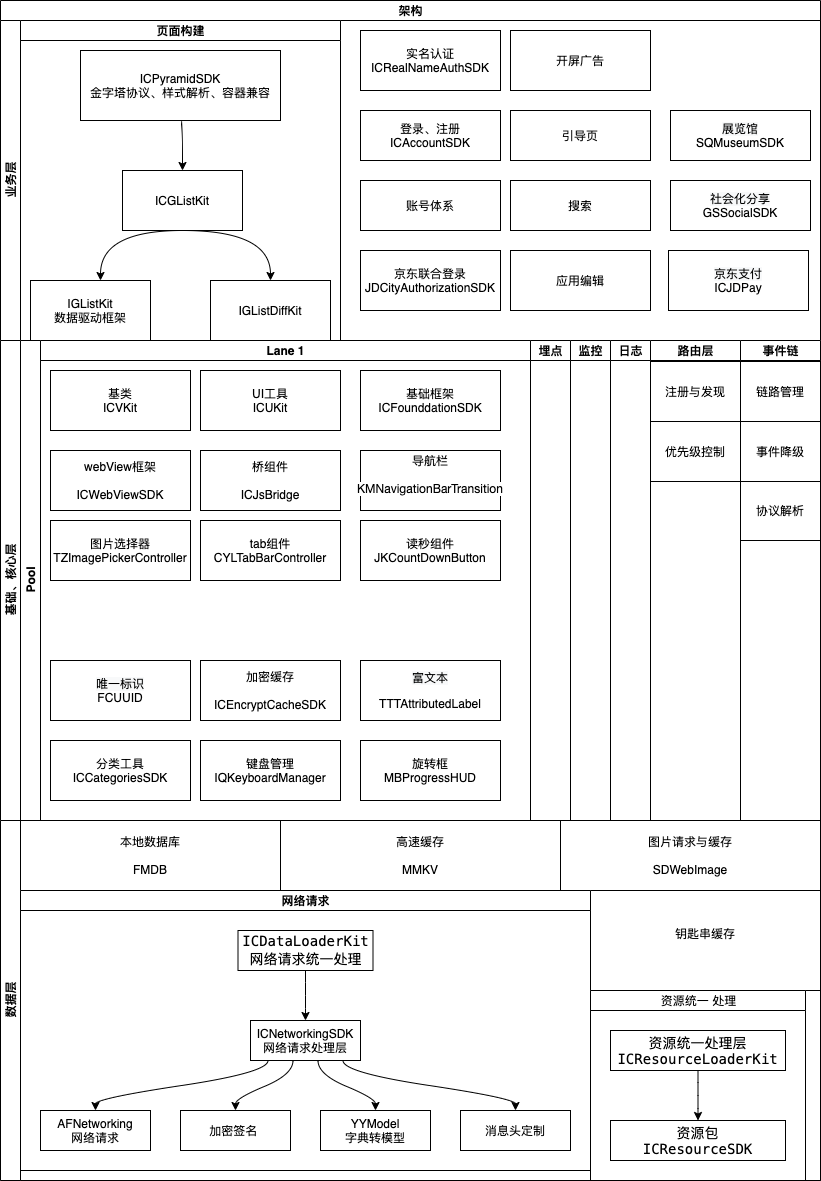 架构
业务层
页面构建
ICPyramidSDK
金字塔协议、样式解析、容器兼容
ICGListKit
IGListKit
数据驱动框架
IGListDiffKit
实名认证
ICRealNameAuthSDK
开屏广告
登录、注册
ICAccountSDK
引导页
展览馆
SQMuseumSDK
账号体系
搜索
社会化分享
GSSocialSDK
京东联合登录
JDCityAuthorizationSDK
应用编辑
京东支付
ICJDPay
基础、核心层
Pool
Lane 1
基类
ICVKit
UI工具
ICUKit
基础框架
ICFounddationSDK
webView框架
ICWebViewSDK
桥组件
ICJsBridge
导航栏
KMNavigationBarTransition
图片选择器
TZImagePickerController
tab组件
CYLTabBarController
读秒组件
JKCountDownButton
唯一标识
FCUUID
加密缓存
ICEncryptCacheSDK
富文本
TTTAttributedLabel
分类工具
ICCategoriesSDK
键盘管理
IQKeyboardManager
旋转框
MBProgressHUD
埋点
监控
日志
路由层
注册与发现
优先级控制
事件链
链路管理
事件降级
协议解析
数据层
本地数据库
FMDB
高速缓存
MMKV
图片请求与缓存
SDWebImage
网络请求
ICDataLoaderKit
网络请求统一处理
ICNetworkingSDK
网络请求处理层
AFNetworking
网络请求
加密签名
YYModel
字典转模型
消息头定制
钥匙串缓存
资源统一 处理
资源统一处理层
ICResourceLoaderKit
资源包
ICResourceSDK